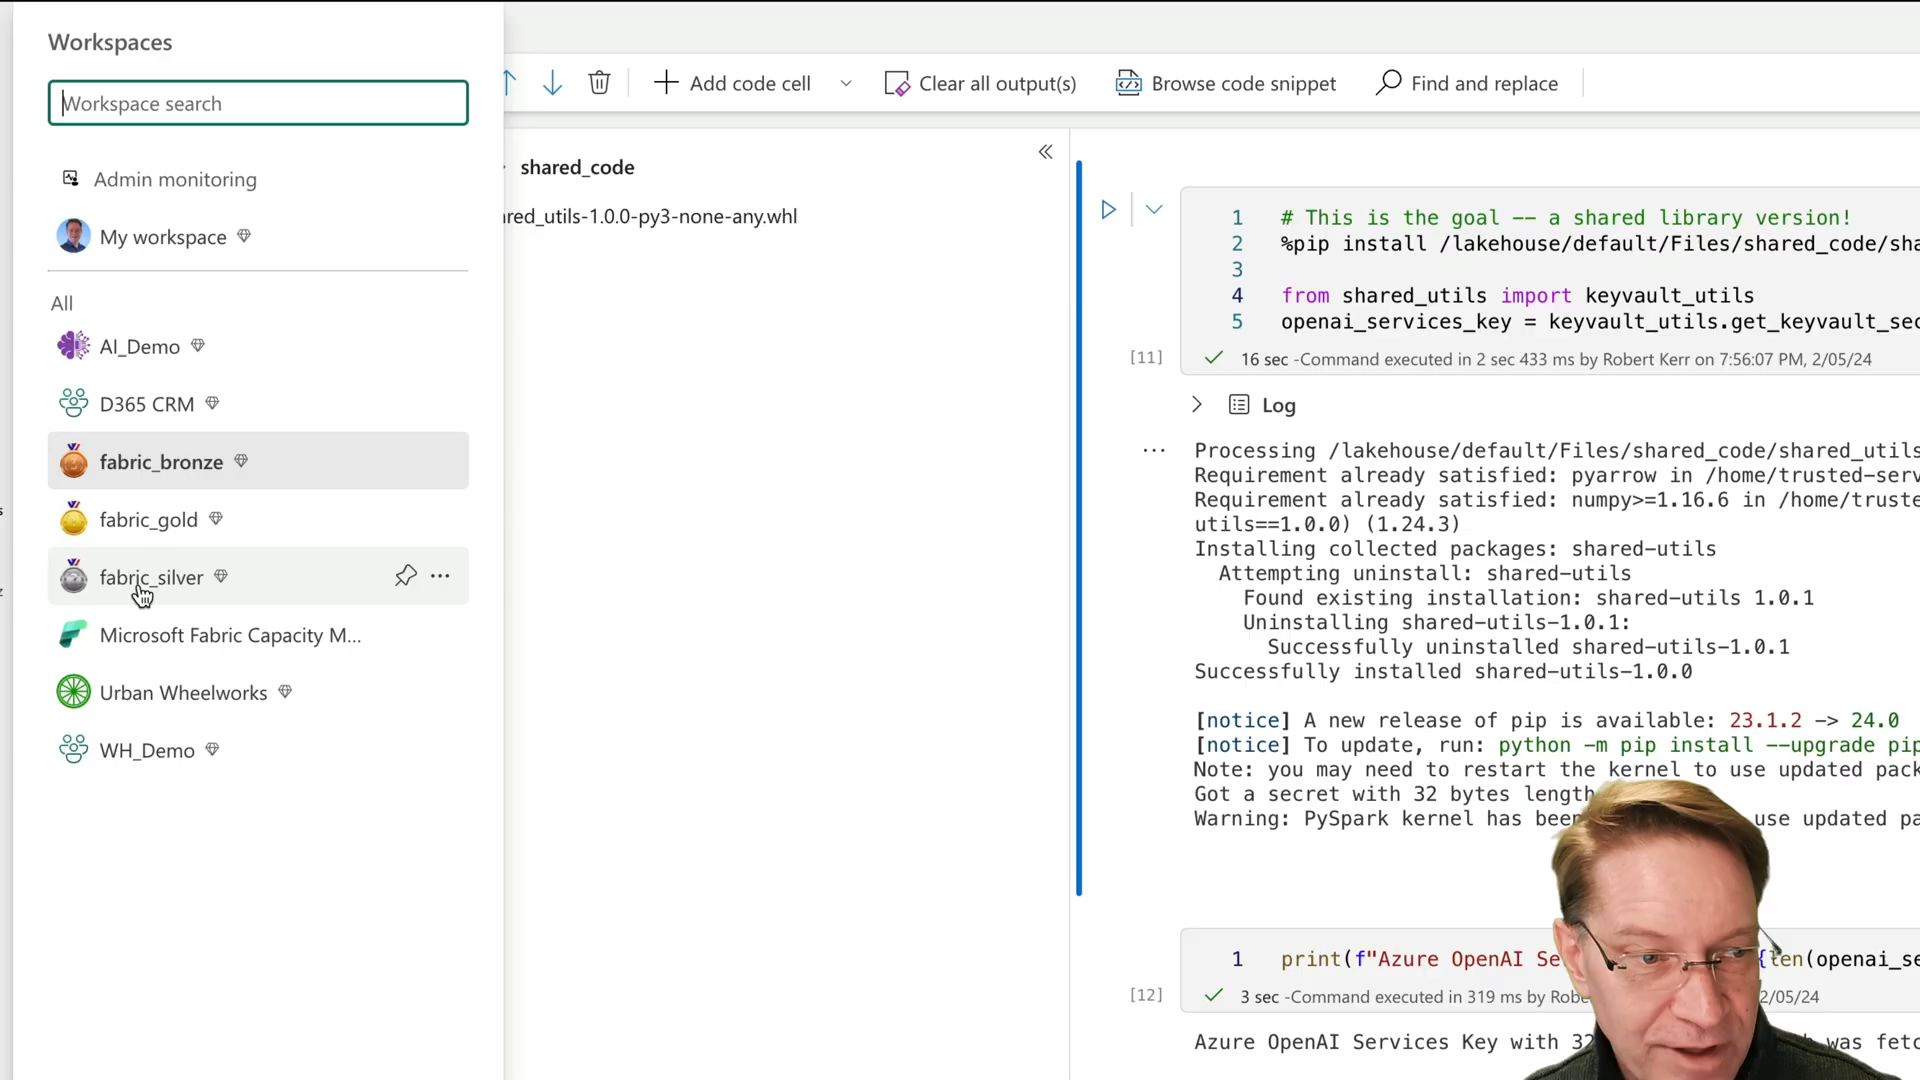 Workspaces
Workspace search
Admin monitoring
My workspace
All
AI_Demo
D365 CRM
fabric_bronze
fabric_gold
fabric_silver
Microsoft Fabric Capacity M...
Urban Wheelworks
WH_Demo
Add code cell
Clear all output(s)
Browse code snippet
Find and replace
shared_code
red_utils-1.0.0-py3-none-any.whl
1 # This is the goal -- a shared library version!
2 %pip install /lakehouse/default/Files/shared_code/sha
3
4 from shared_utils import keyvault_utils
5 openai_services_key = keyvault_utils.get_keyvault_sec
[11] 16 sec -Command executed in 2 sec 433 ms by Robert Kerr on 7:56:07 PM, 2/05/24
Log
... Processing /lakehouse/default/Files/shared_code/shared_utils
Requirement already satisfied: pyarrow in /home/trusted-serv
Requirement already satisfied: numpy>=1.16.6 in /home/truste
utils==1.0.0) (1.24.3)
Installing collected packages: shared-utils
Attempting uninstall: shared-utils
Found existing installation: shared-utils 1.0.1
Uninstalling shared-utils-1.0.1:
Successfully uninstalled shared-utils-1.0.1
Successfully installed shared-utils-1.0.0
[notice] A new release of pip is available: 23.1.2 -> 24.0
[notice] To update, run: python -m pip install --upgrade pip
Note: you may need to restart the kernel to use updated pack
Got a secret with 32 bytes length
Warning: PySpark kernel has been use updated pa
1 print(f"Azure OpenAI Se {len(openai_se
[12] 3 sec -Command executed in 319 ms by Robe 2/05/24
Azure OpenAI Services Key with 32 was fetc